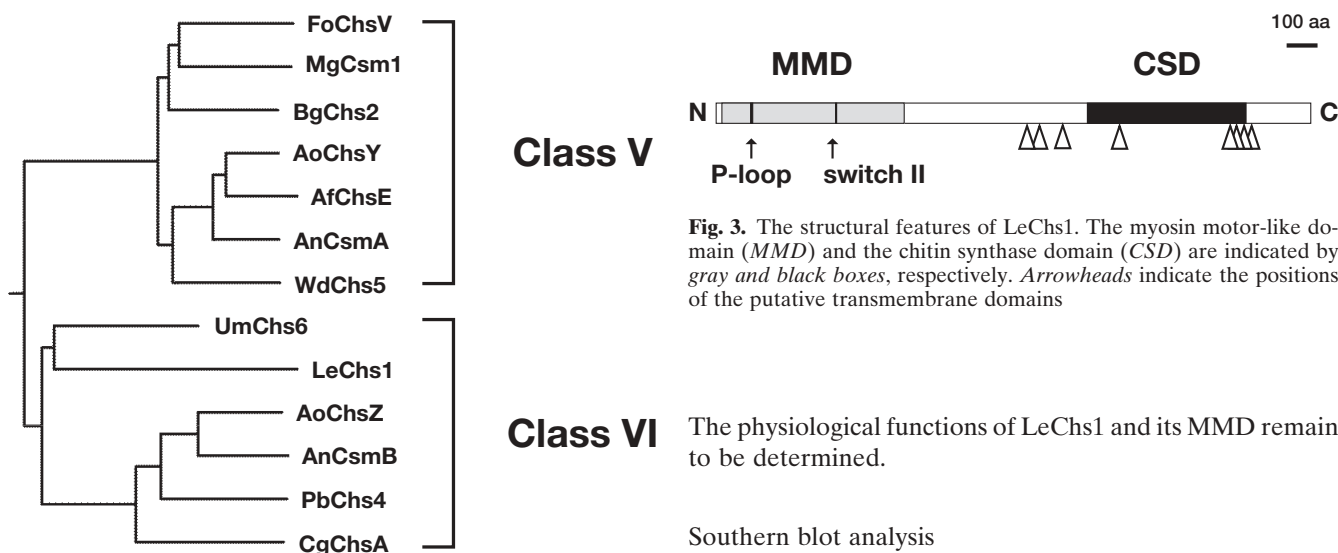 FoChsV
MgCsm1
BgChs2
AoChsY
AfChsE
AnCsmA
WdChs5
UmChs6
LeChs1
AoChsZ
AnCsmB
PbChs4
CgChsA
Class V
Class VI
100 aa
MMD CSD
N C
P-loop switch II
Fig. 3. The structural features of LeChs1. The myosin motor-like do-
main (MMD) and the chitin synthase domain (CSD) are indicated by
gray and black boxes, respectively. Arrowheads indicate the positions
of the putative transmembrane domains
The physiological functions of LeChs1 and its MMD remain
to be determined.
Southern blot analysis